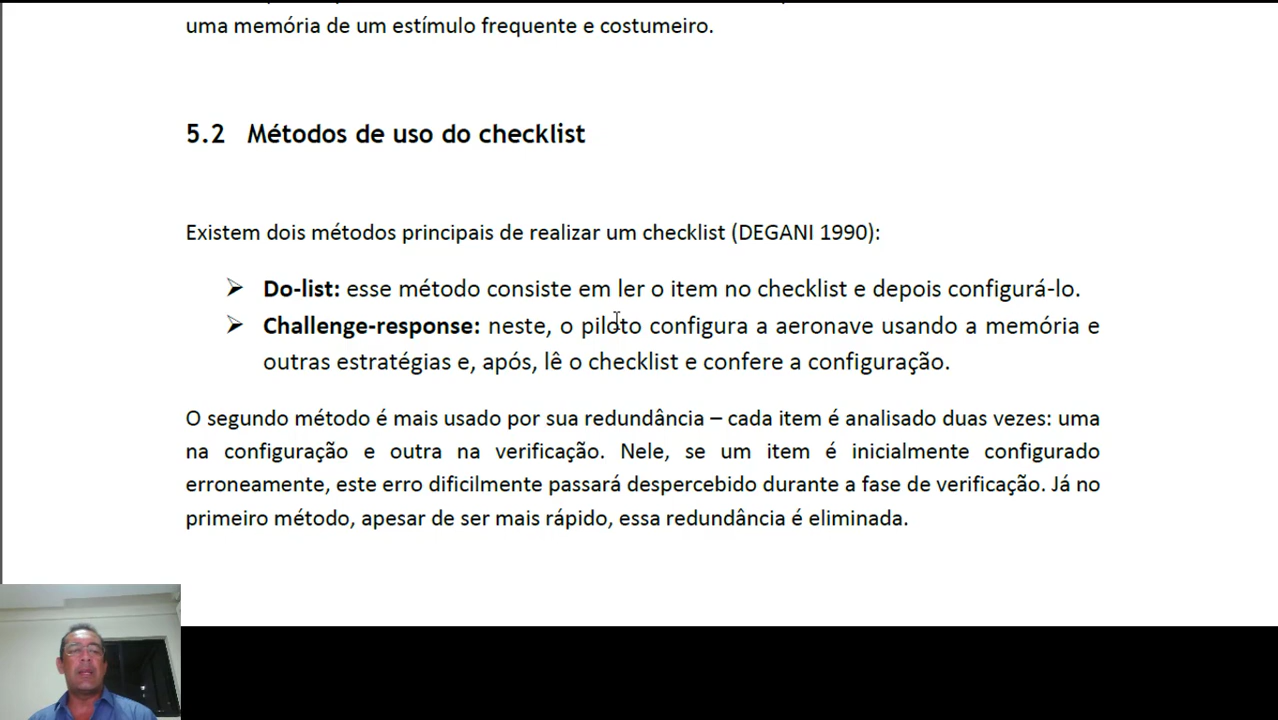 uma memória de um estímulo frequente e costumeiro.
5.2 Métodos de uso do checklist
Existem dois métodos principais de realizar um checklist (DEGANI 1990):
➢ Do-list: esse método consiste em ler o item no checklist e depois configurá-lo.
➢ Challenge-response: neste, o piloto configura a aeronave usando a memória e
outras estratégias e, após, lê o checklist e confere a configuração.
O segundo método é mais usado por sua redundância – cada item é analisado duas vezes: uma
na configuração e outra na verificação. Nele, se um item é inicialmente configurado
erroneamente, este erro dificilmente passará despercebido durante a fase de verificação. Já no
primeiro método, apesar de ser mais rápido, essa redundância é eliminada.